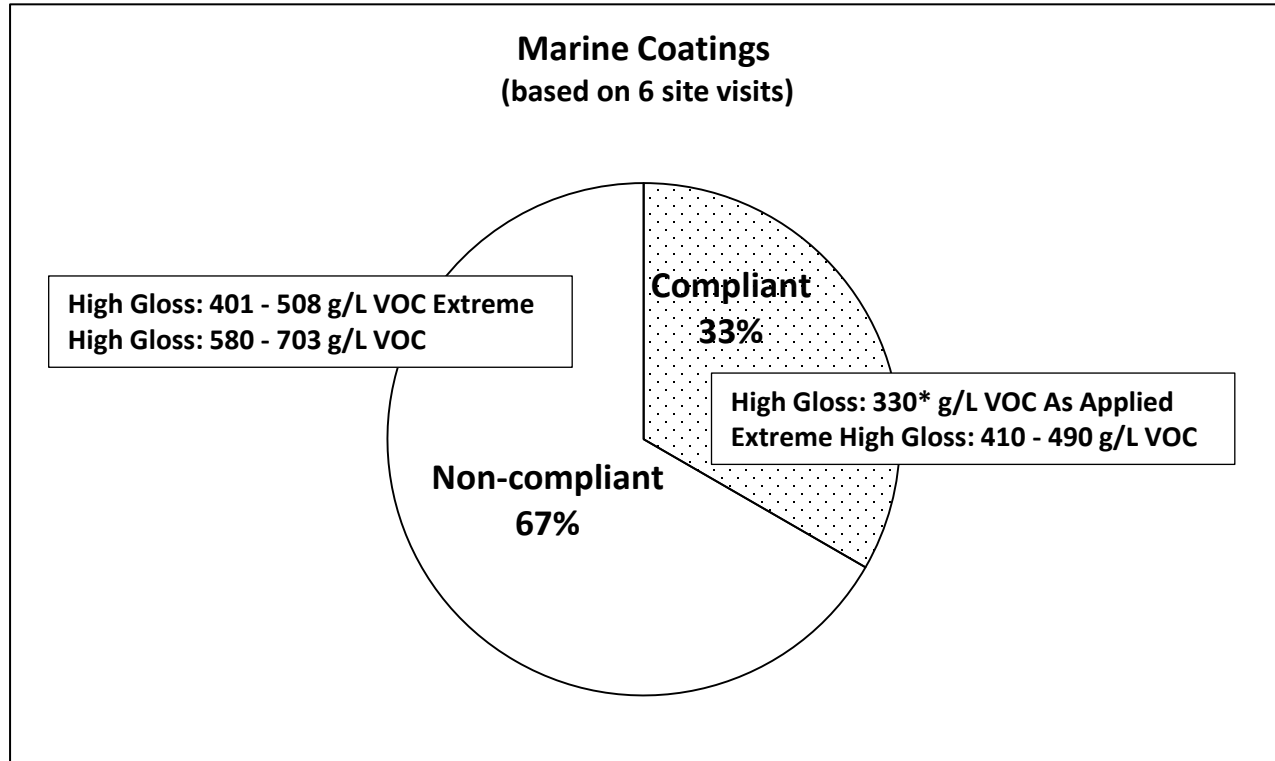 Marine Coatings
(based on 6 site visits)
High Gloss: 401 - 508 g/L VOC Extreme
High Gloss: 580 - 703 g/L VOC
Compliant
33%
High Gloss: 330* g/L VOC As Applied
Extreme High Gloss: 410 - 490 g/L VOC
Non-compliant
67%